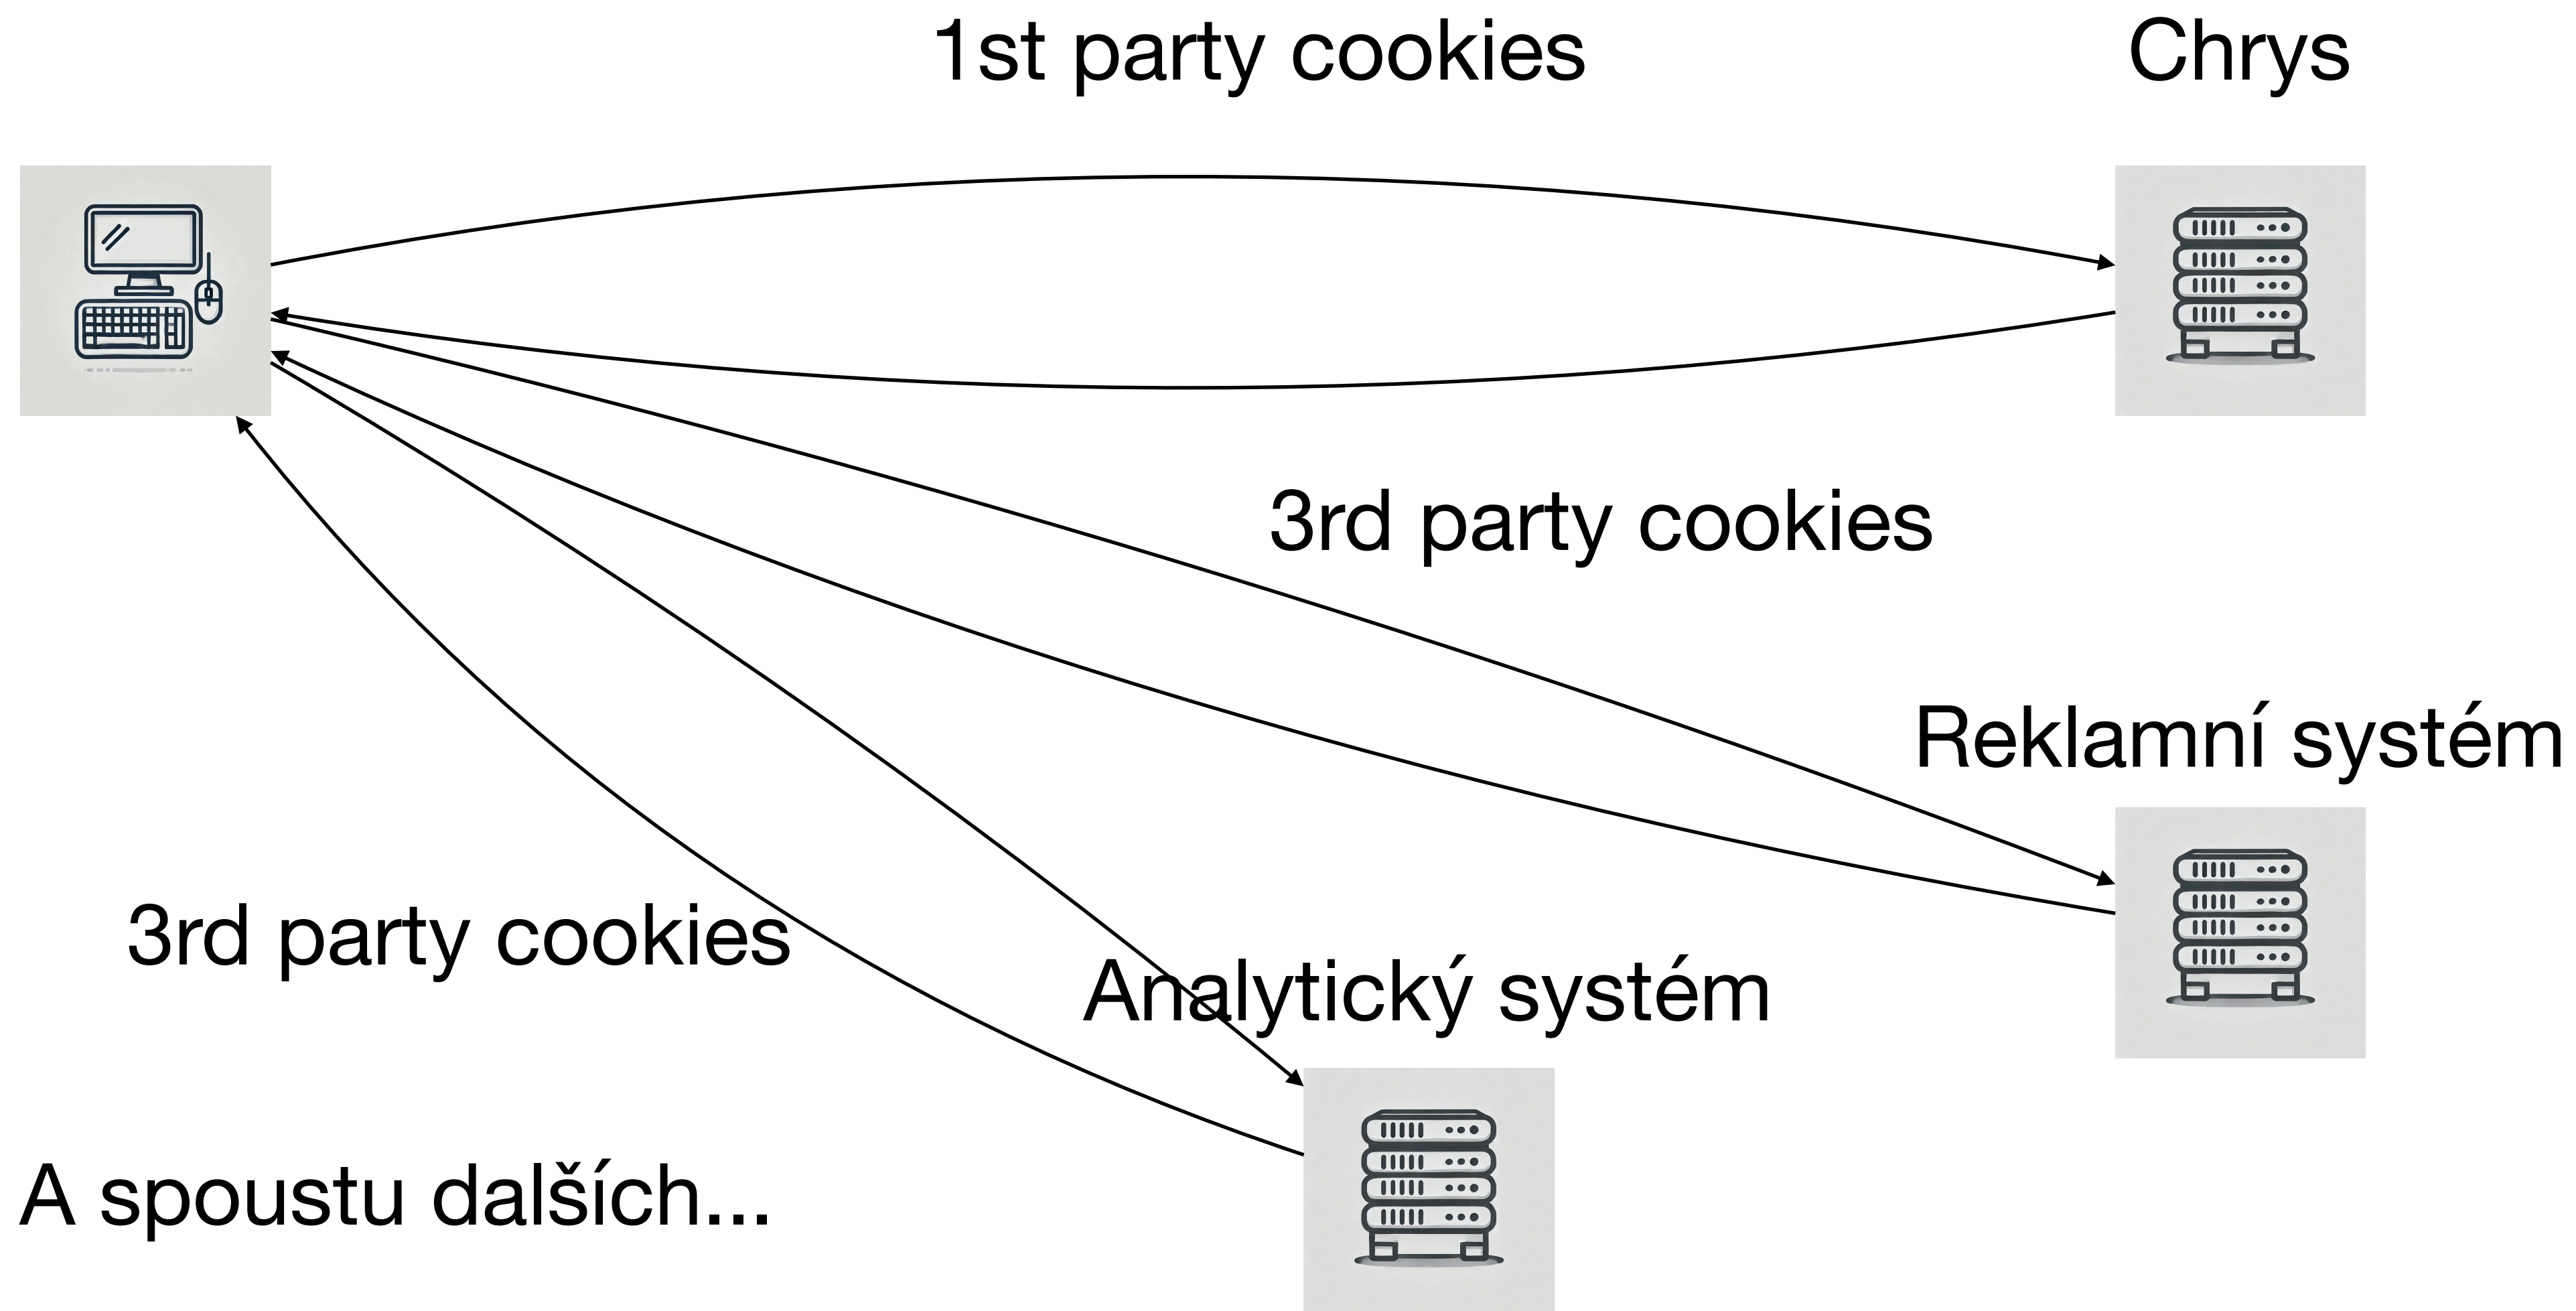 1st party cookies
Chrys
3rd party cookies
Reklamní systém
3rd party cookies
Analytický systém
A spoustu dalších...